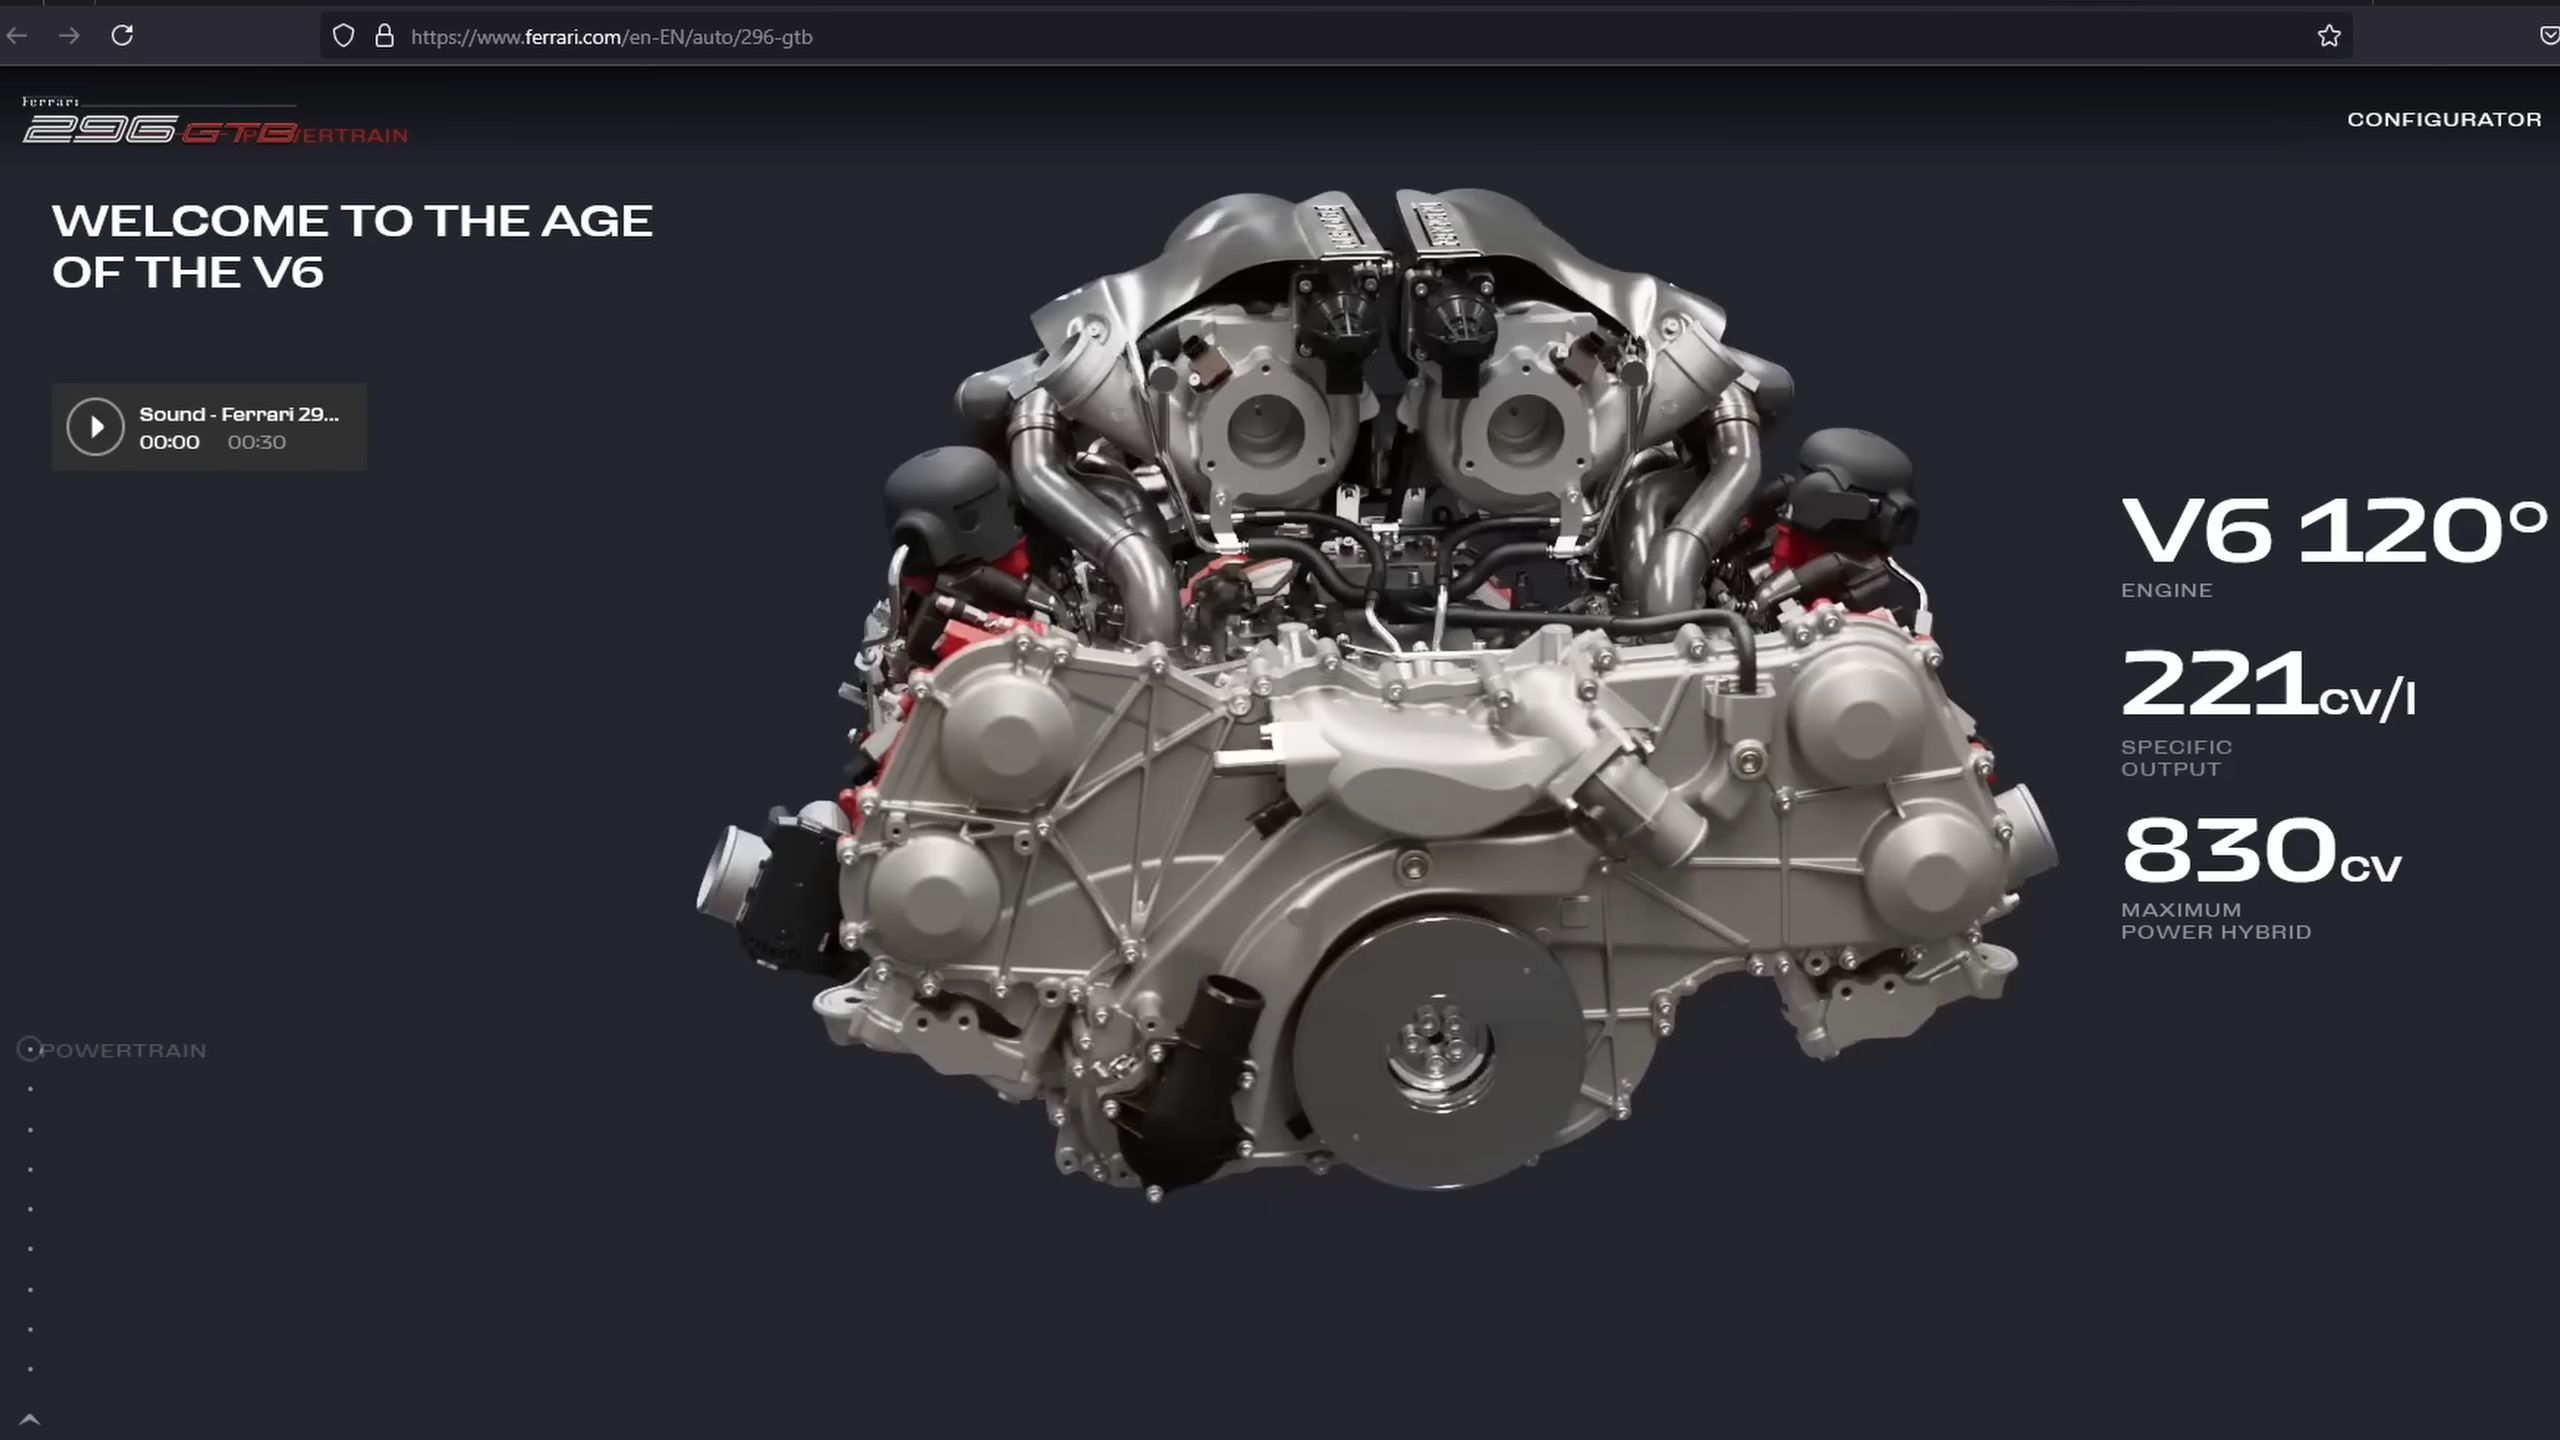 https://www.ferrari.com/en-EN/auto/296-gtb
Ferrari
296 GTB
CONFIGURATOR
WELCOME TO THE AGE
OF THE V6
Sound - Ferrari 29...
00:00 00:30
V6 120°
ENGINE
221cv/l
SPECIFIC
OUTPUT
830cv
MAXIMUM
POWER HYBRID
POWERTRAIN